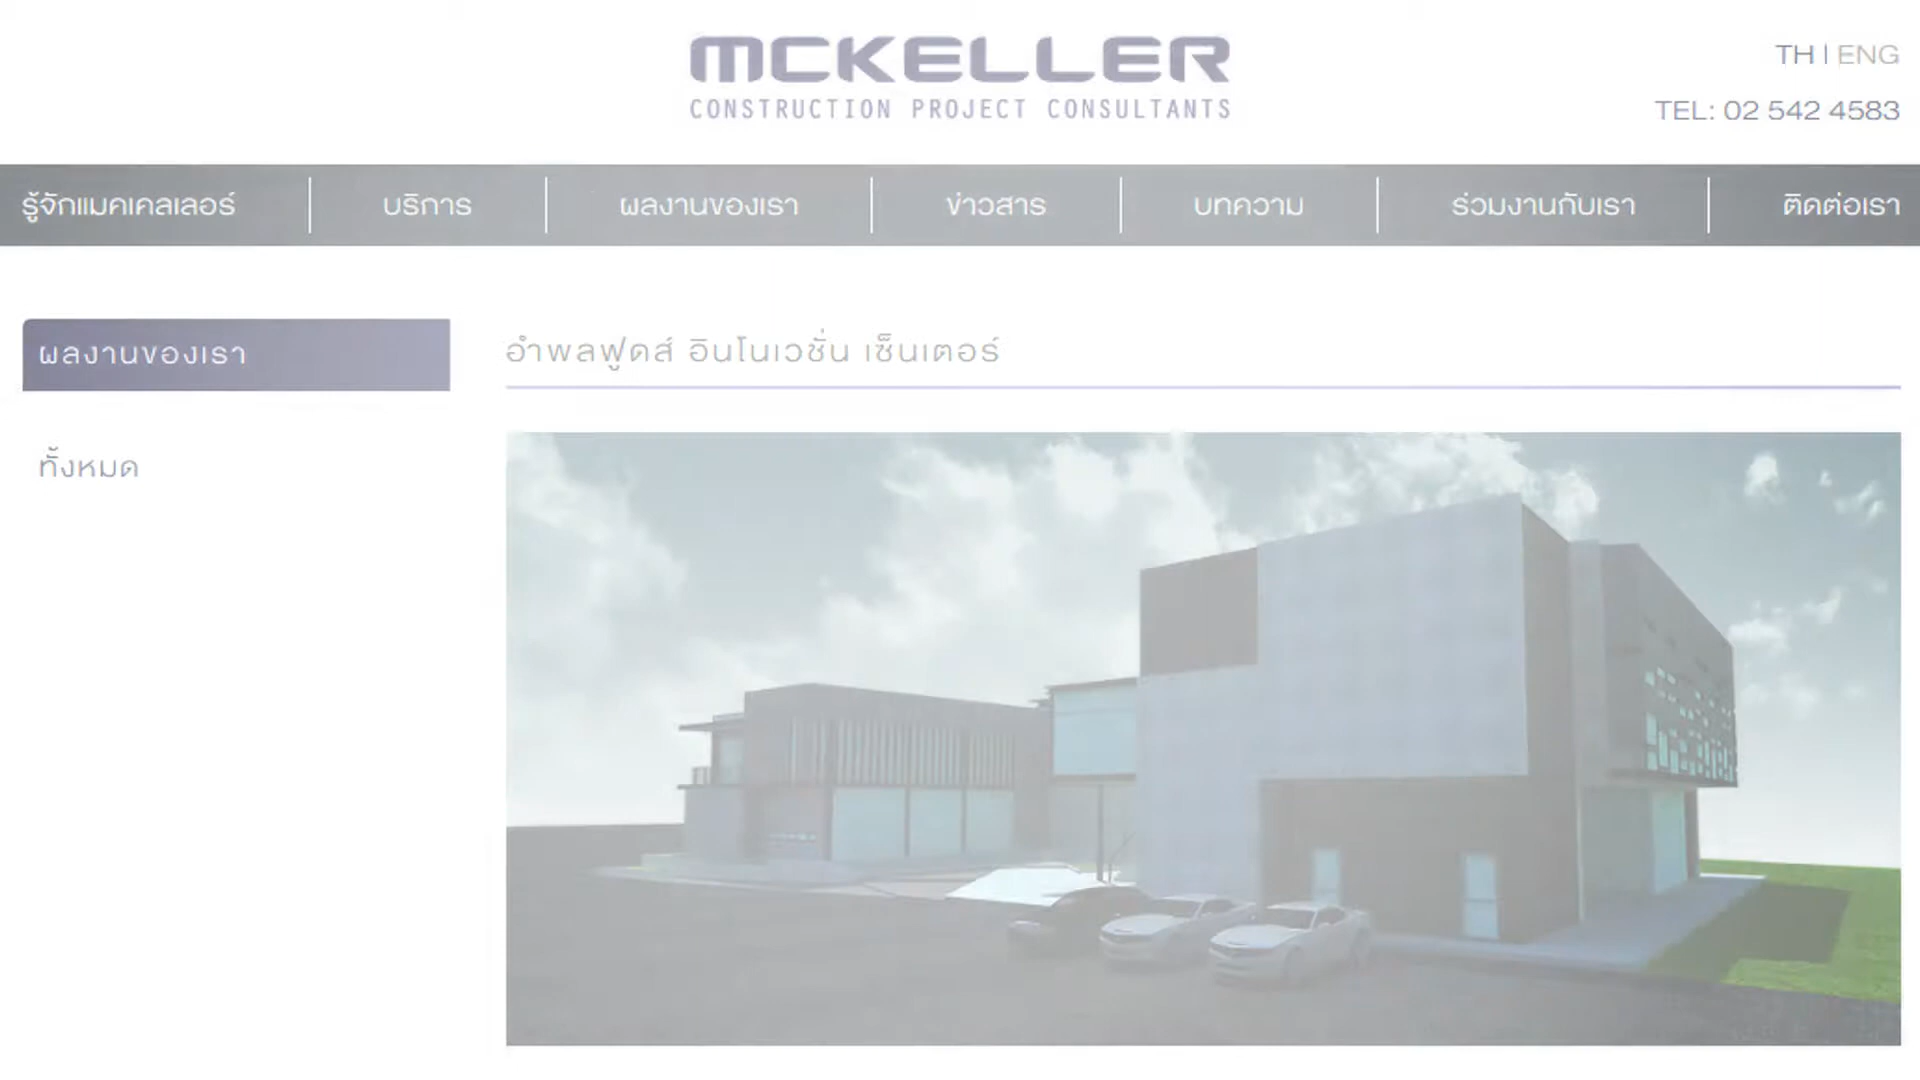 MCKELLER
CONSTRUCTION PROJECT CONSULTANTS
TH | ENG
TEL: 02 542 4583
รู้จักแมคเคลเลอร์
บริการ
ผลงานของเรา
ข่าวสาร
บทความ
ร่วมงานกับเรา
ติดต่อเรา
ผลงานของเรา
ทั้งหมด
อำพลฟูดส์ อินโนเวชั่น เซ็นเตอร์